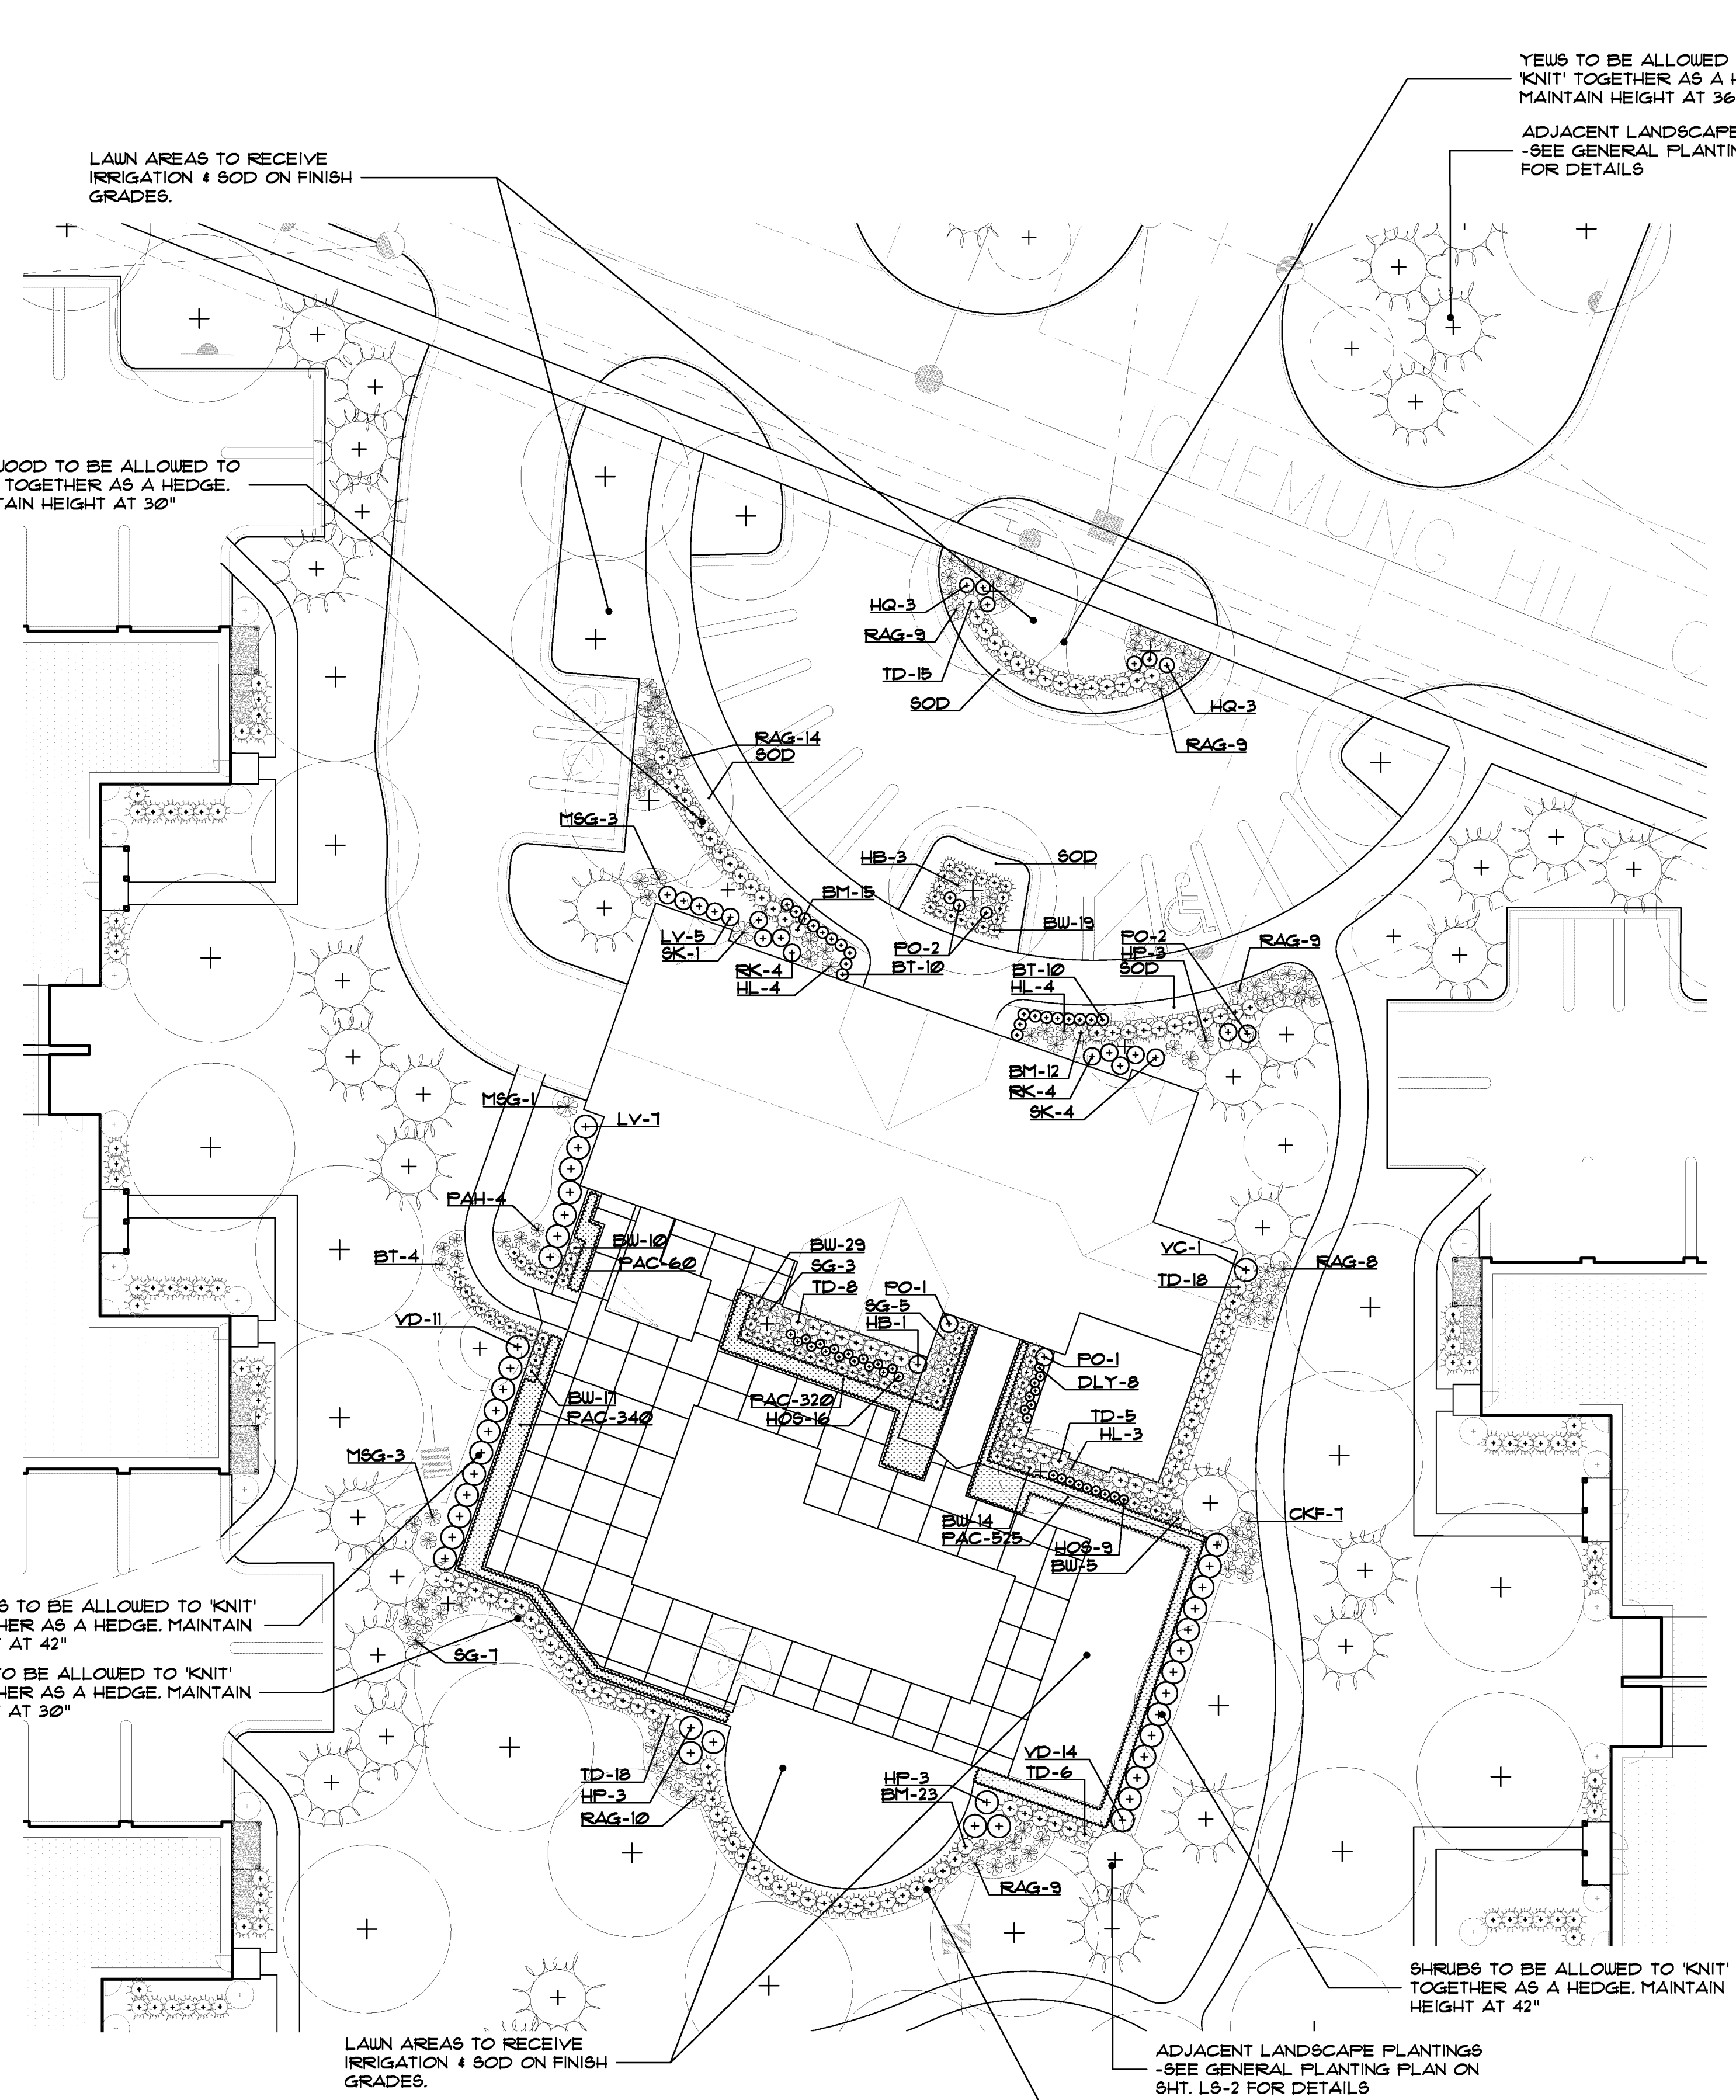 YEWS TO BE ALLOWED
'KNIT' TOGETHER AS A
MAINTAIN HEIGHT AT 36
ADJACENT LANDSCAPE
-SEE GENERAL
FOR DETAILS
LAWN AREAS TO RECEIVE
IRRIGATION & SOD ON FINISH
GRADES.
CHEMUNG HILL
TO BE ALLOWED TO
TOGETHER AS A HEDGE.
HEIGHT AT 30"
HQ-3
RAG-9
TD-15
SOD
HQ-3
RAG-9
RAG-14
SOD
MSG-3
HB-3
SOD
BM-15
BW-19
LV-5
SK-1
RK-4
HL-4
PO-2
BT-10
PO-2
HP-3
SOD
RAG-9
BT-10
HL-4
BM-12
RK-4
SK-4
MSG-1
LV-7
PAH-4
BT-4
BW-10
PAC-60
BW-29
SG-3
TD-8
PO-1
SG-5
HB-1
VC-1
TD-18
RAG-8
VD-11
BW-17
PAC-340
PAC-320
HOS-16
PO-1
DLY-8
TD-5
HL-3
MSG-3
BW-14
PAC-525
HOS-9
BW-5
CKF-7
TO BE ALLOWED TO 'KNIT'
AS A HEDGE. MAINTAIN
AT 42"
SG-7
BE ALLOWED TO 'KNIT'
AS A HEDGE. MAINTAIN
AT 30"
TD-18
HP-3
RAG-10
VD-14
TD-6
HP-3
BM-23
RAG-9
SHRUBS TO BE ALLOWED TO 'KNIT'
TOGETHER AS A HEDGE. MAINTAIN
HEIGHT AT 42"
LAWN AREAS TO RECEIVE
IRRIGATION & SOD ON FINISH
GRADES.
ADJACENT LANDSCAPE PLANTINGS
-SEE GENERAL PLANTING PLAN ON
SHT. LS-2 FOR DETAILS